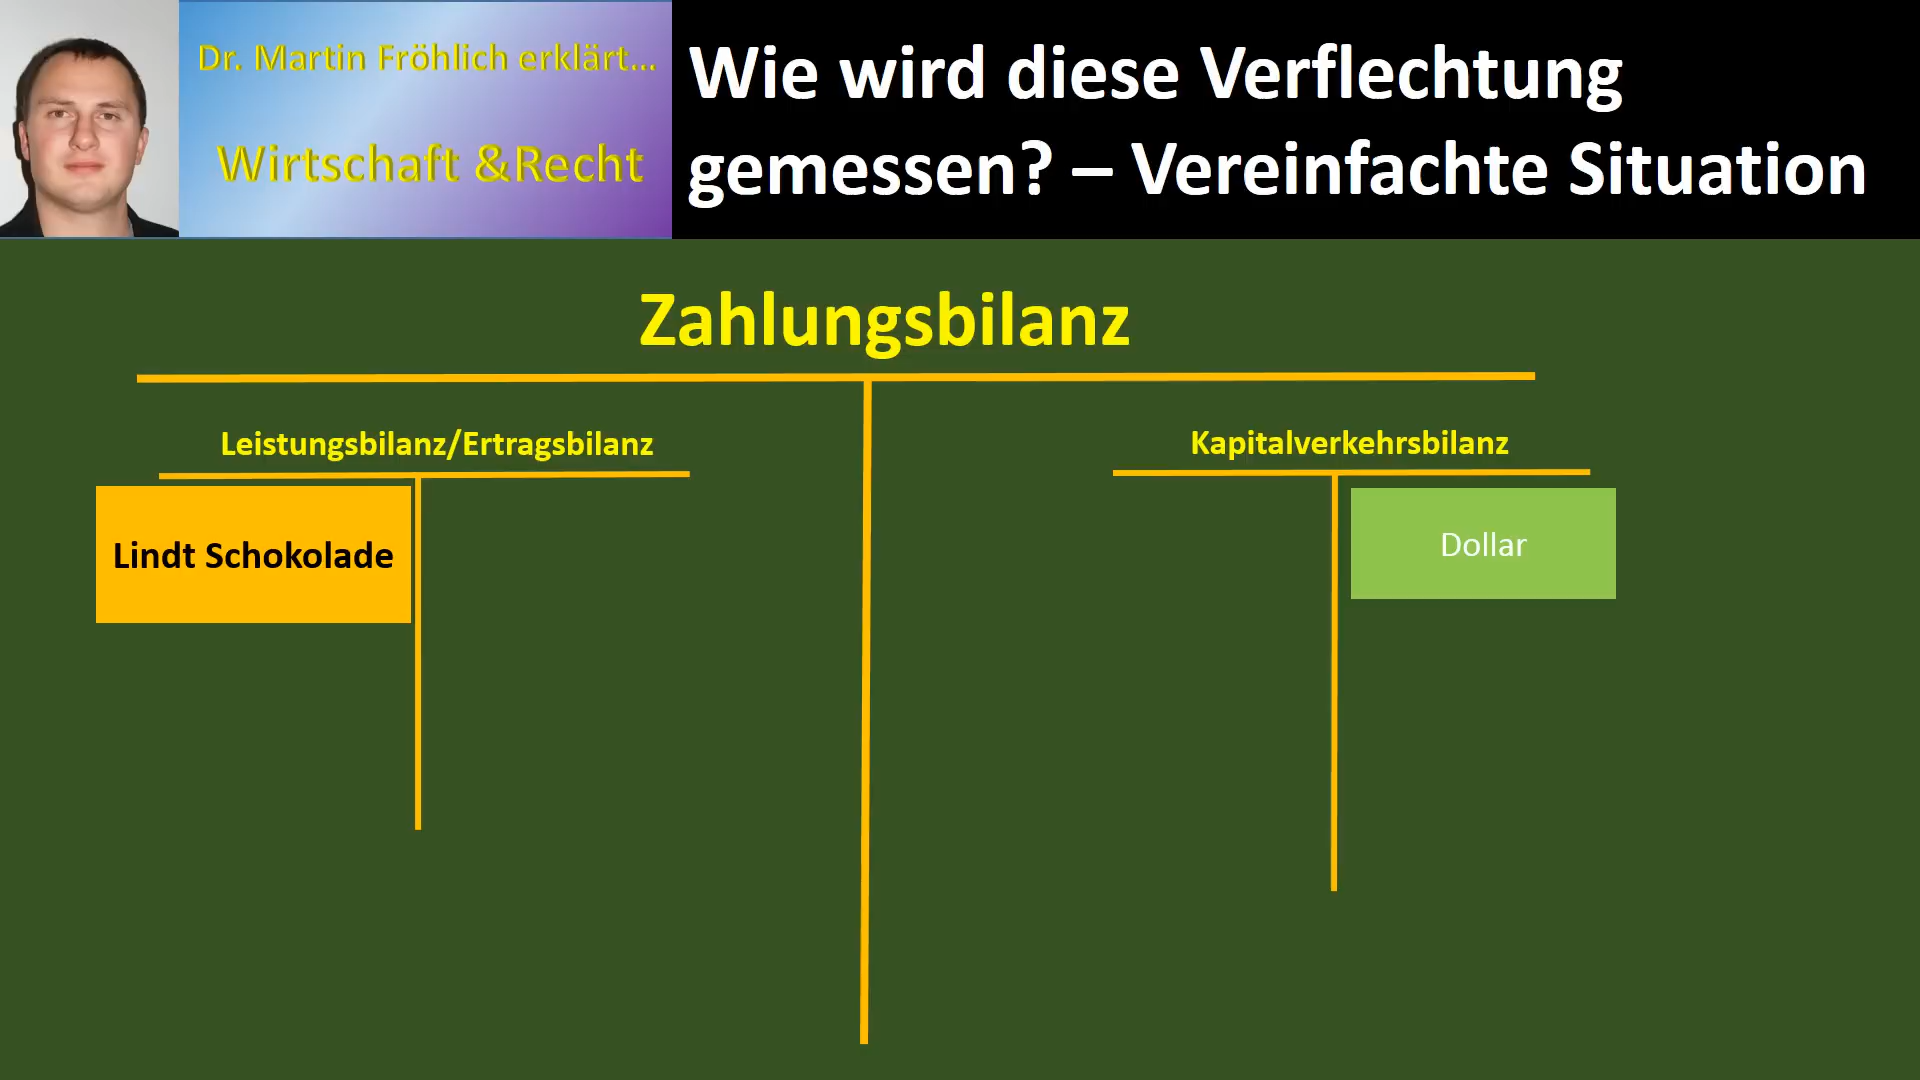 Dr. Martin Fröhlich erklärt...
Wirtschaft &Recht
Wie wird diese Verflechtung
gemessen? – Vereinfachte Situation
Zahlungsbilanz
Leistungsbilanz/Ertragsbilanz
Kapitalverkehrsbilanz
Lindt Schokolade
Dollar